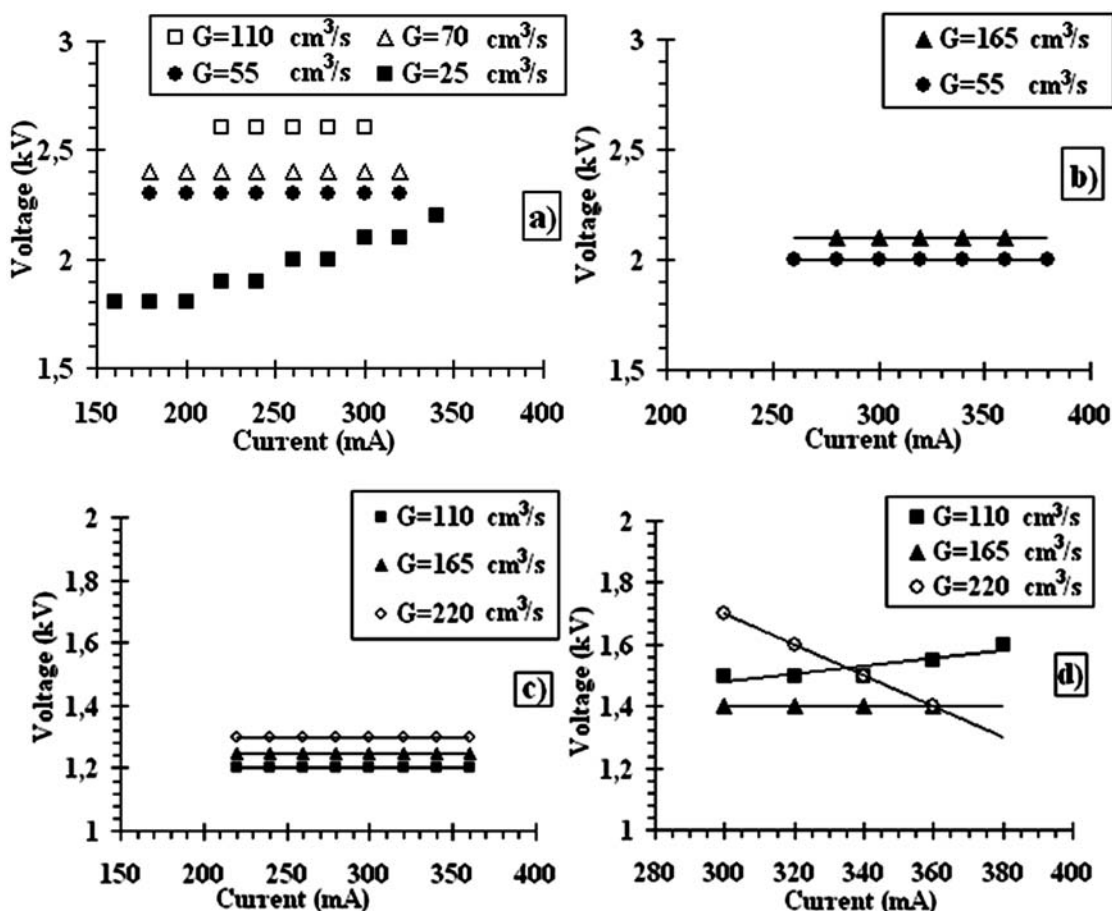 □ G=110 cm³/s △ G=70 cm³/s
● G=55 cm³/s ■ G=25 cm³/s
3
2,5
2
1,5
Voltage (kV)
a)
150 200 250 300 350 400
Current (mA)
▲ G=165 cm³/s
● G=55 cm³/s
3
2,5
2
1,5
Voltage (kV)
b)
200 250 300 350 400
Current (mA)
■ G=110 cm³/s
▲ G=165 cm³/s
◇ G=220 cm³/s
2
1,8
1,6
1,4
1,2
1
Voltage (kV)
c)
150 200 250 300 350 400
Current (mA)
■ G=110 cm³/s
▲ G=165 cm³/s
○ G=220 cm³/s
2
1,8
1,6
1,4
1,2
1
Voltage (kV)
d)
280 300 320 340 360 380 400
Current (mA)